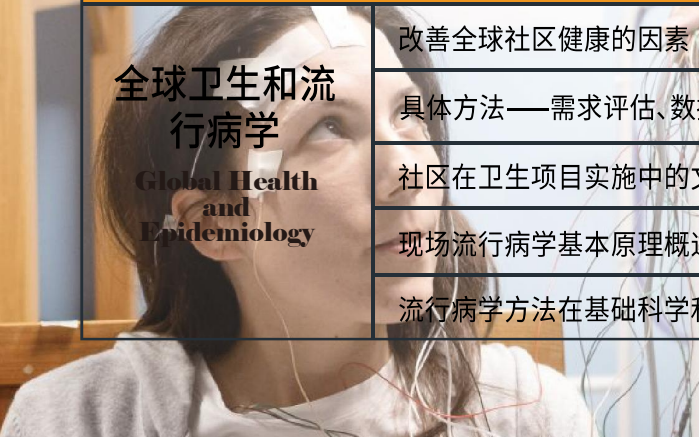 全球卫生和流
行病学
Global Health
and
Epidemiology
改善全球社区健康的因素
具体方法——需求评估、数
社区在卫生项目实施中的
现场流行病学基本原理概
流行病学方法在基础科学